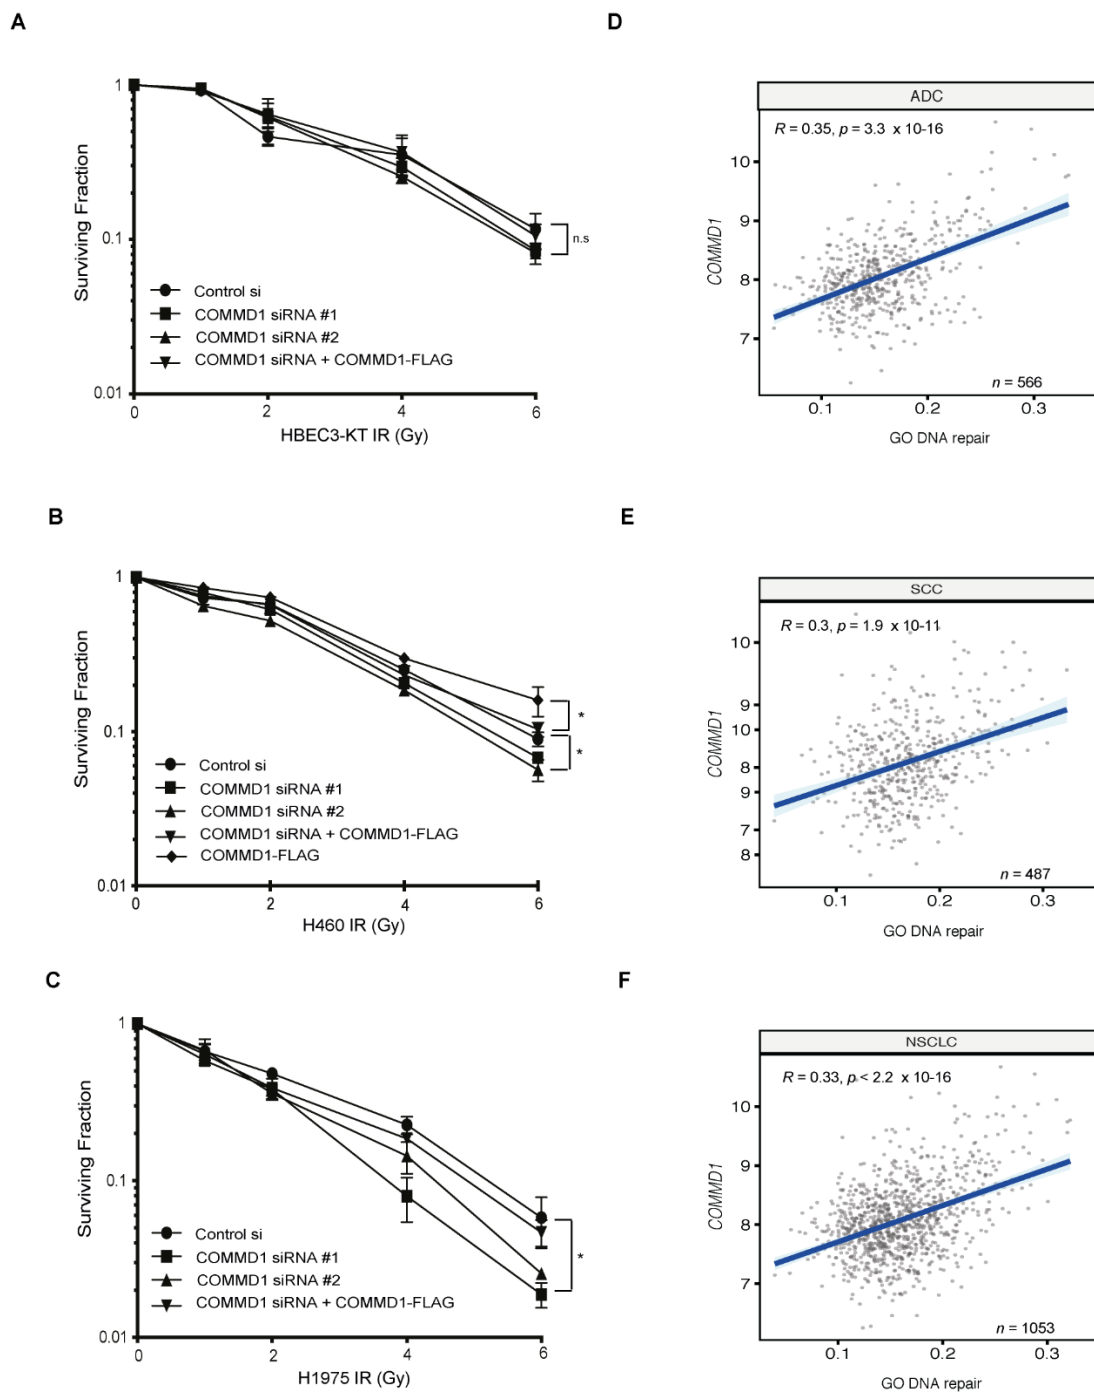 A
1
0.1
0.01
Surviving Fraction
n.s
Control si
COMMD1 siRNA #1
COMMD1 siRNA #2
COMMD1 siRNA + COMMD1-FLAG
0 2 4 6
HBEC3-KT IR (Gy)
D
ADC
R = 0.35, p = 3.3 x 10-16
10
9
8
7
COMMD1
n = 566
0.1 0.2 0.3
GO DNA repair
B
1
0.1
0.01
Surviving Fraction
*
*
Control si
COMMD1 siRNA #1
COMMD1 siRNA #2
COMMD1 siRNA + COMMD1-FLAG
COMMD1-FLAG
0 2 4 6
H460 IR (Gy)
E
SCC
R = 0.3, p = 1.9 x 10-11
10
9
10
8
9
7
8
COMMD1
n = 487
0.1 0.2 0.3
GO DNA repair
C
1
0.1
0.01
Surviving Fraction
*
Control si
COMMD1 siRNA #1
COMMD1 siRNA #2
COMMD1 siRNA + COMMD1-FLAG
0 2 4 6
H1975 IR (Gy)
F
NSCLC
R = 0.33, p < 2.2 x 10-16
10
9
8
7
COMMD1
n = 1053
0.1 0.2 0.3
GO DNA repair